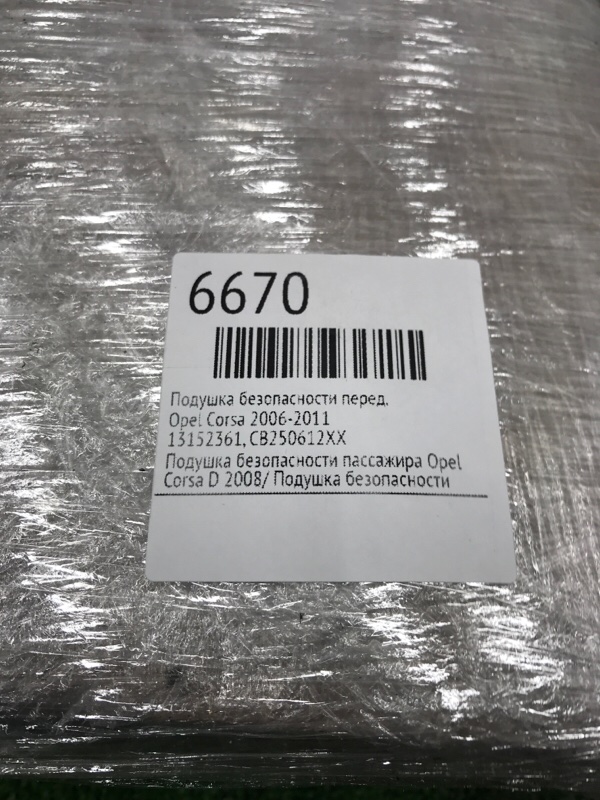 6670
Подушка безопасности перед.
Opel Corsa 2006-2011
13152361, CB250612XX
Подушка безопасности пассажира Opel
Corsa D 2008/ Подушка безопасности